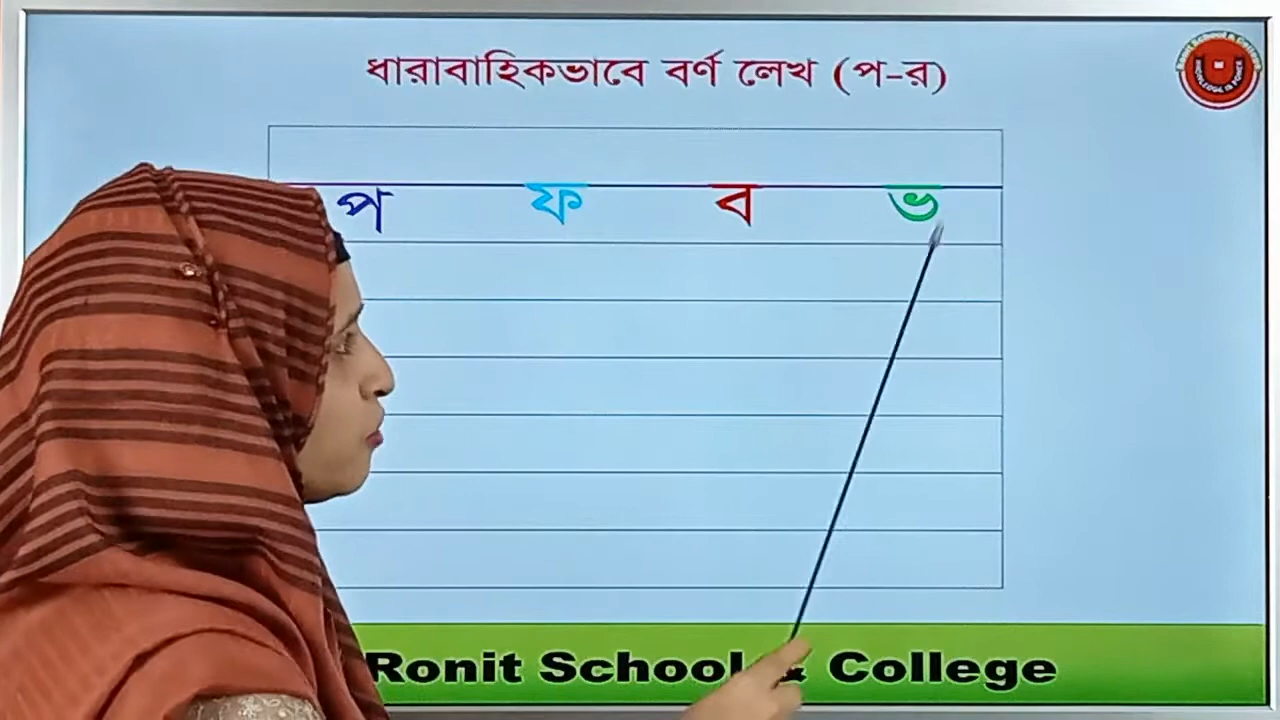 ধারাবাহিকভাবে বর্ণ লেখ (প-র)
প ফ ব ভ
Ronit School & College